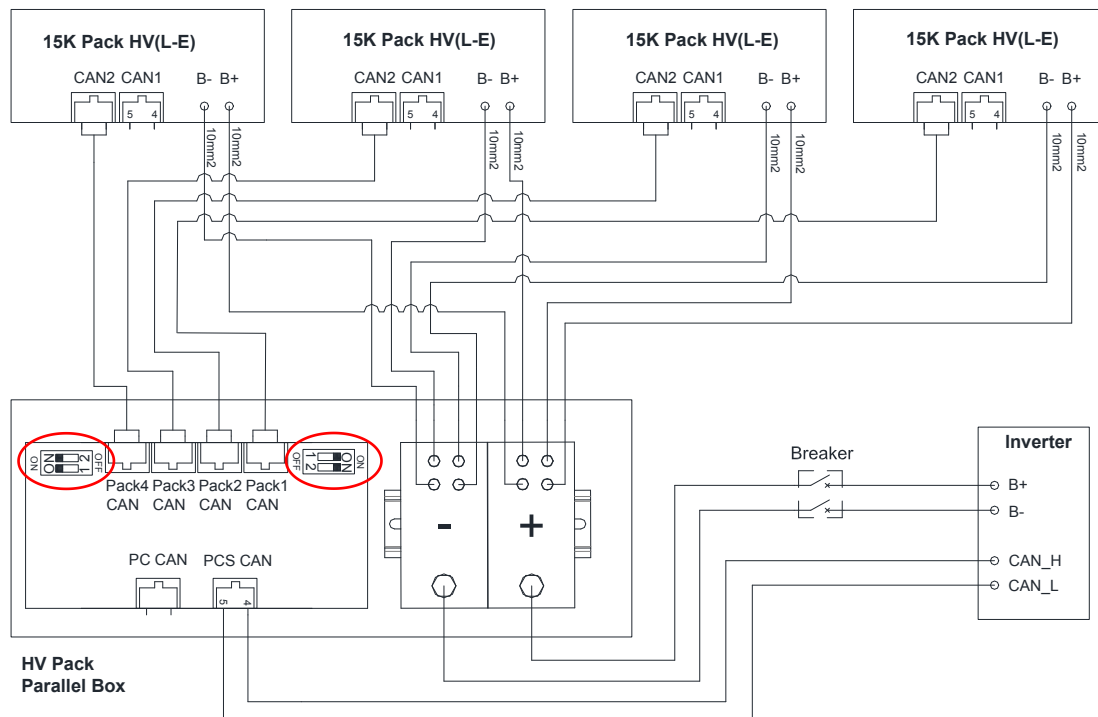 15K Pack HV(L-E)
CAN2 CAN1 B- B+
5 4
10mm2
10mm2
15K Pack HV(L-E)
CAN2 CAN1 B- B+
5 4
10mm2
10mm2
15K Pack HV(L-E)
CAN2 CAN1 B- B+
5 4
10mm2
10mm2
15K Pack HV(L-E)
CAN2 CAN1 B- B+
5 4
10mm2
10mm2
ON
ON
1 2
OFF
OFF
1 2
ON
ON
Pack4 Pack3 Pack2 Pack1
CAN CAN CAN CAN
PC CAN PCS CAN
5 4
- +
Breaker
Inverter
B+
B-
CAN_H
CAN_L
HV Pack
Parallel Box